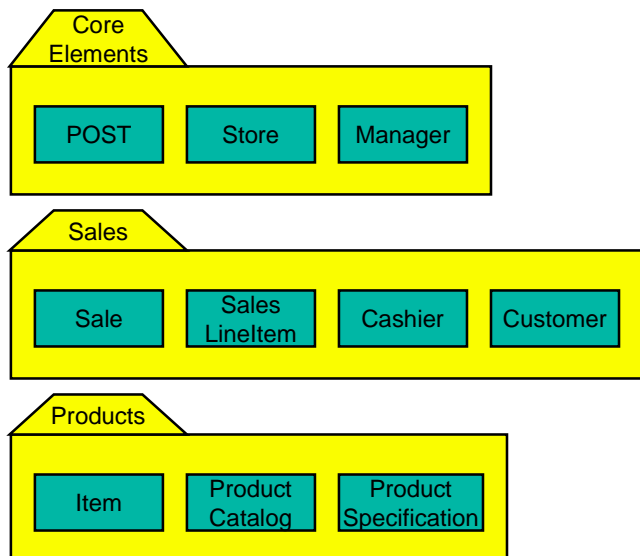 Core
Elements
POST
Store
Manager
Sales
Sale
Sales
LineItem
Cashier
Customer
Products
Item
Product
Catalog
Product
Specification